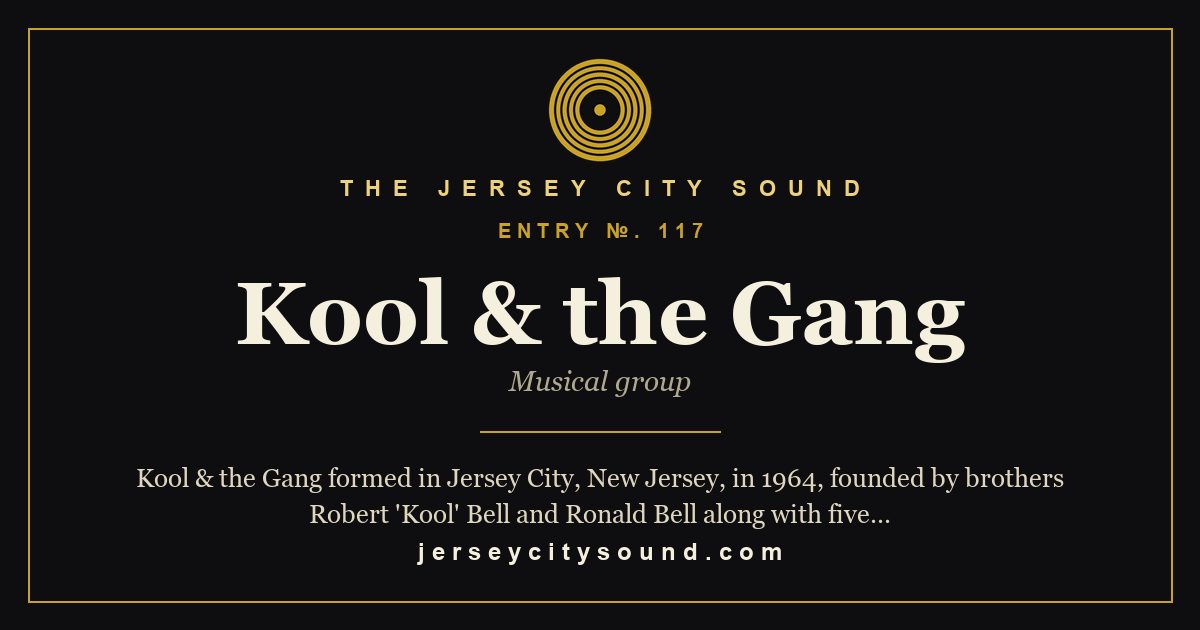 THE JERSEY CITY SOUND
ENTRY №. 117
Kool & the Gang
Musical group
Kool & the Gang formed in Jersey City, New Jersey, in 1964, founded by brothers
Robert 'Kool' Bell and Ronald Bell along with five...
jerseycitysound.com